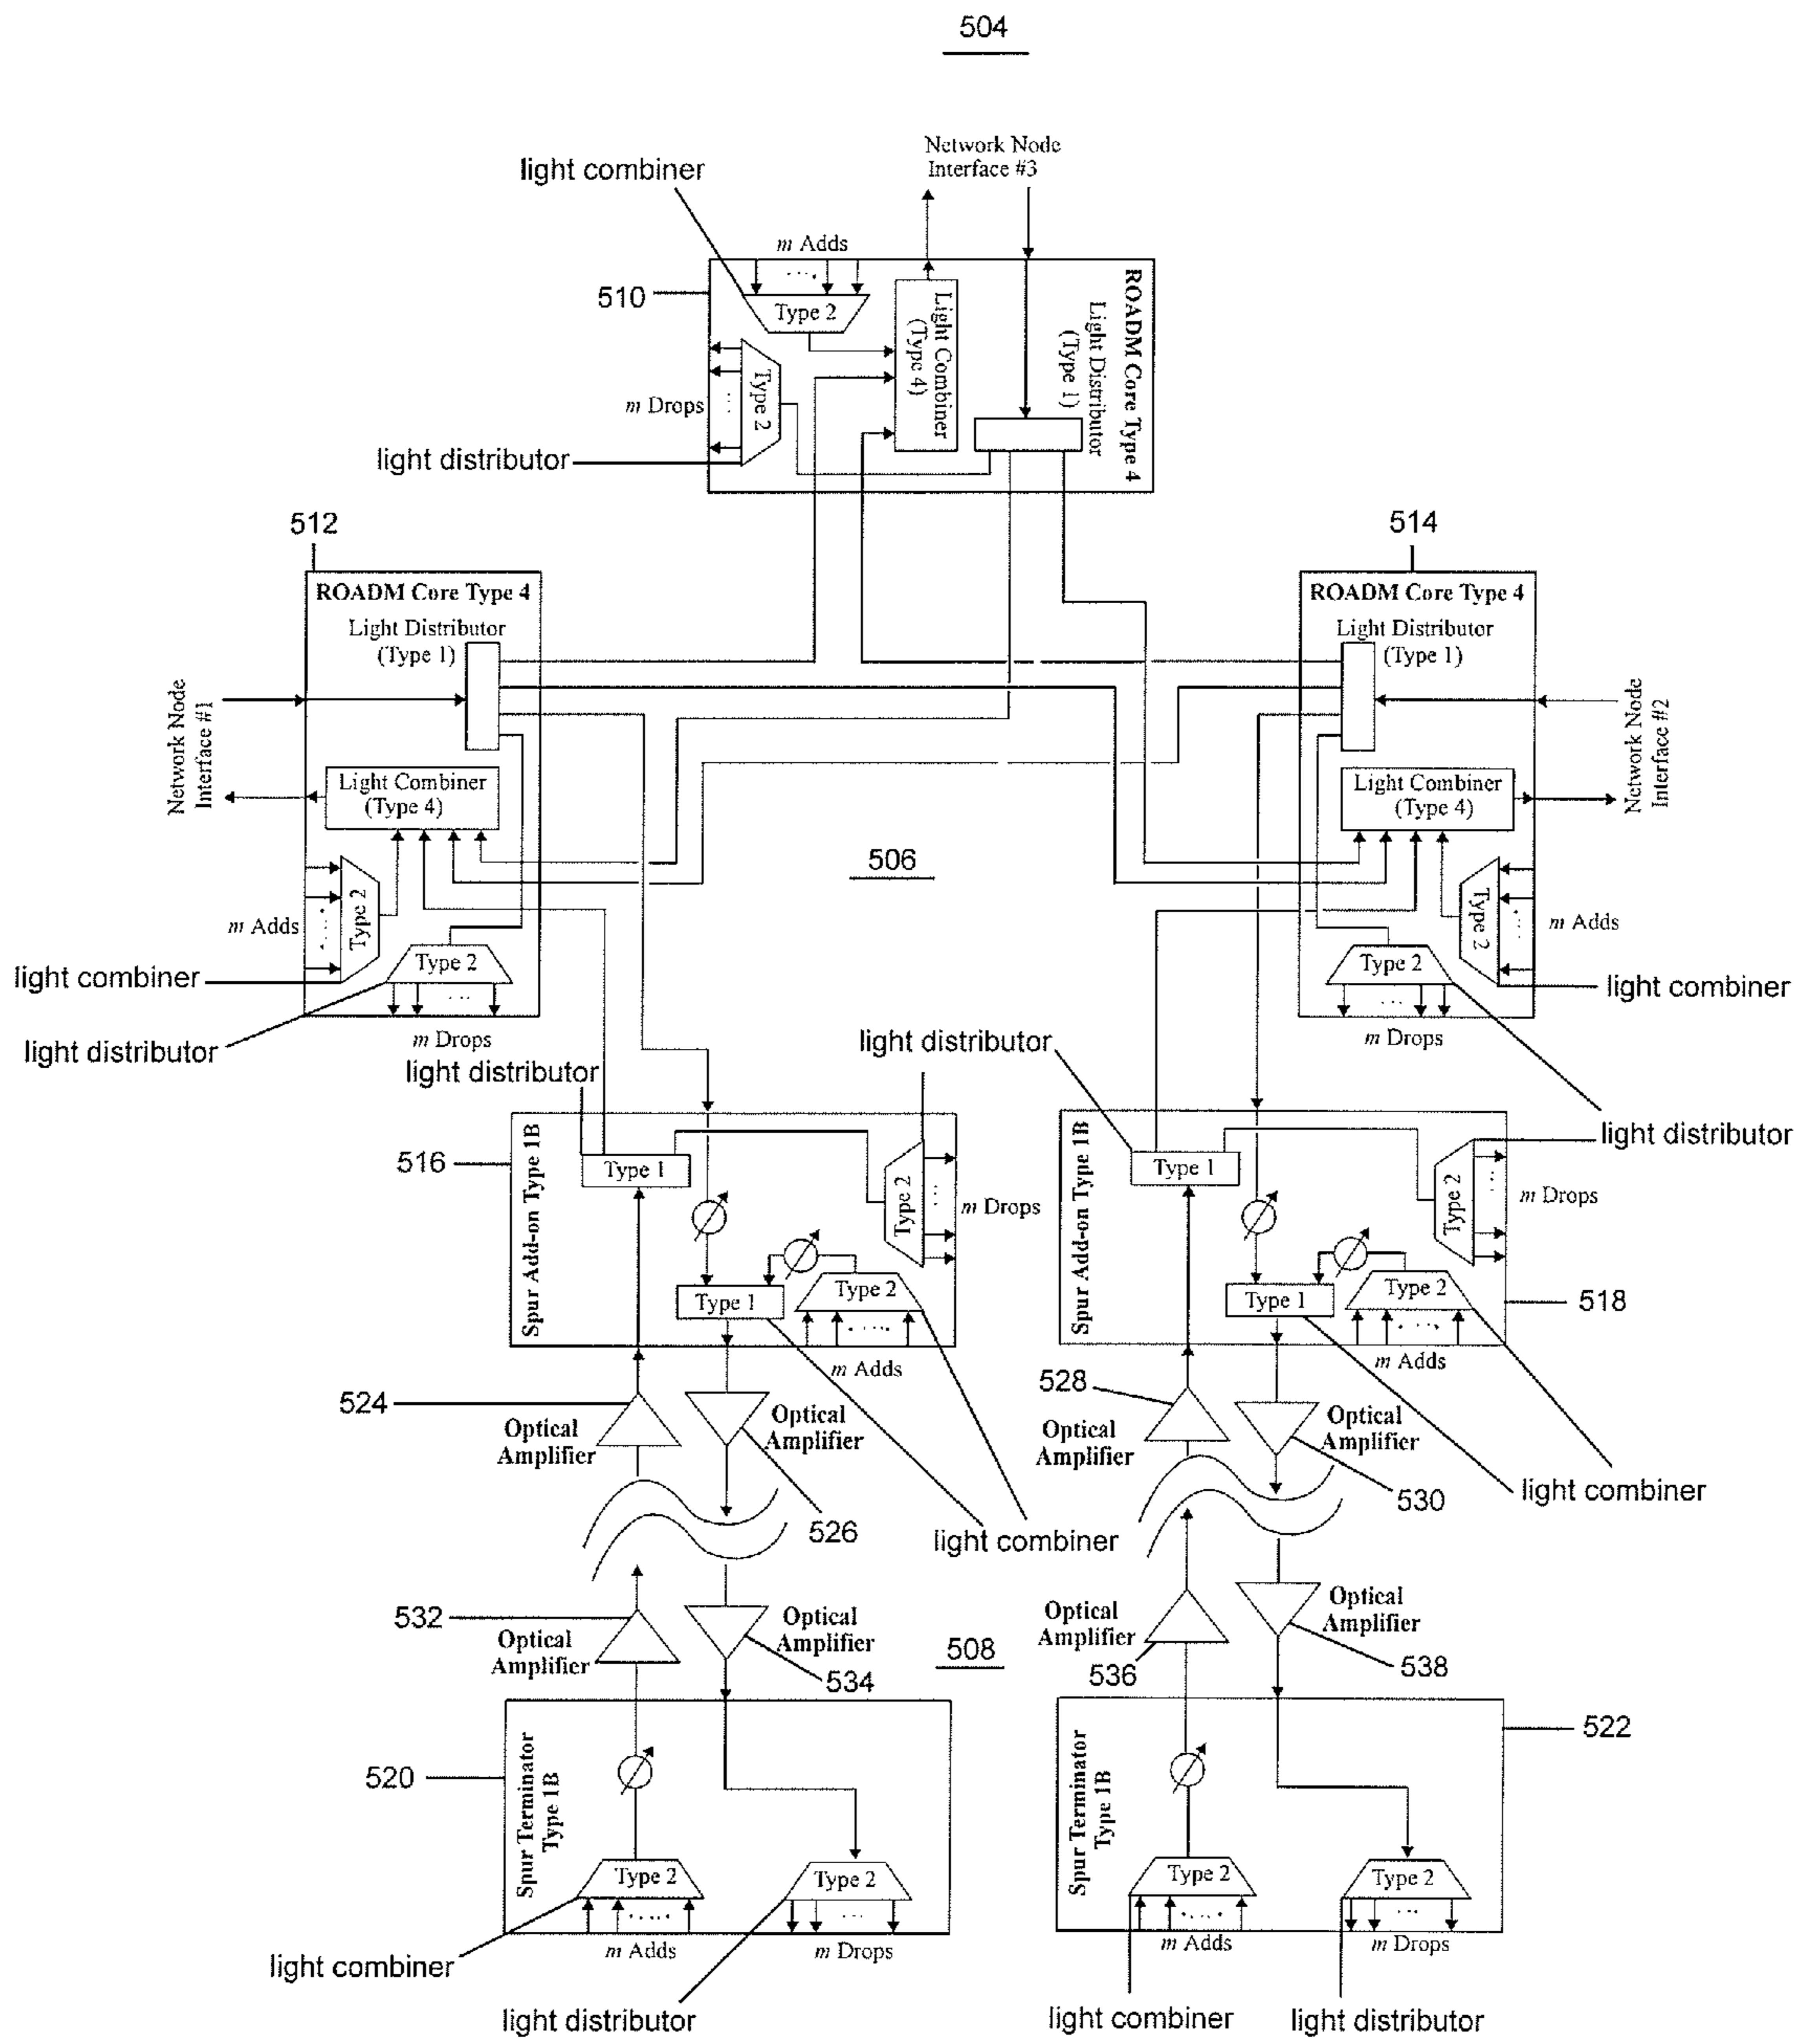 504
Network Node
Interface #3
light combiner
m Adds
510
Type 2
Light Combiner
(Type 4)
Light Distributor
(Type 1)
ROADM Core Type 4
m Drops
Type 2
light distributor
512
514
ROADM Core Type 4
Light Distributor
(Type 1)
Network Node
Interface #1
Light Combiner
(Type 4)
m Adds
Type 2
Type 2
light combiner
light distributor
m Drops
506
ROADM Core Type 4
Light Distributor
(Type 1)
Network Node
Interface #2
Light Combiner
(Type 4)
Type 2
m Adds
Type 2
light combiner
m Drops
light distributor
light distributor
light distributor
516
Spur Add-on Type 1B
Type 1
Type 2
m Drops
Type 1
Type 2
m Adds
Spur Add-on Type 1B
Type 1
Type 2
m Drops
Type 1
Type 2
518
m Adds
524
Optical
Amplifier
Optical
Amplifier
526
light combiner
528
Optical
Amplifier
Optical
Amplifier
530
light combiner
532
Optical
Amplifier
Optical
Amplifier
534
508
Optical
Amplifier
536
Optical
Amplifier
538
520
Spur Terminator
Type 1B
Type 2
Type 2
m Adds
m Drops
light combiner
light distributor
522
Spur Terminator
Type 1B
Type 2
Type 2
m Adds
m Drops
light combiner
light distributor